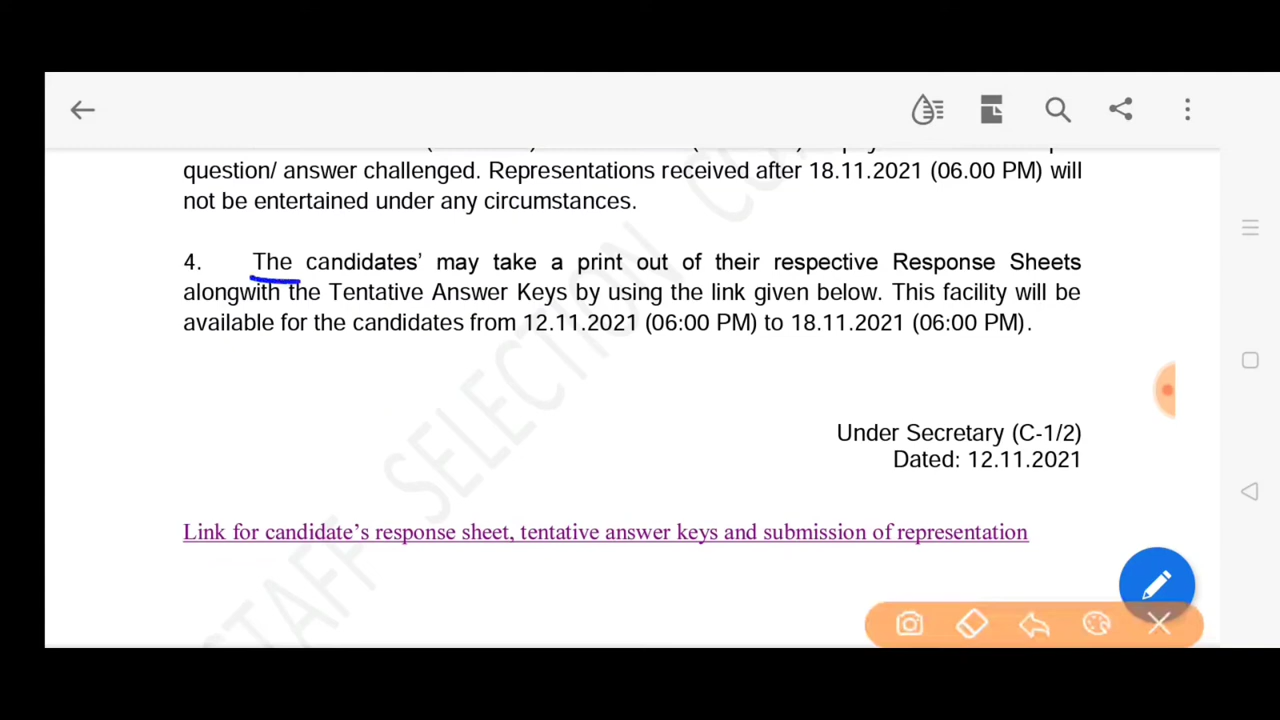 question/ answer challenged. Representations received after 18.11.2021 (06.00 PM) will
not be entertained under any circumstances.
4. The candidates’ may take a print out of their respective Response Sheets
alongwith the Tentative Answer Keys by using the link given below. This facility will be
available for the candidates from 12.11.2021 (06:00 PM) to 18.11.2021 (06:00 PM).
Under Secretary (C-1/2)
Dated: 12.11.2021
Link for candidate’s response sheet, tentative answer keys and submission of representation
STAFF SELECTION